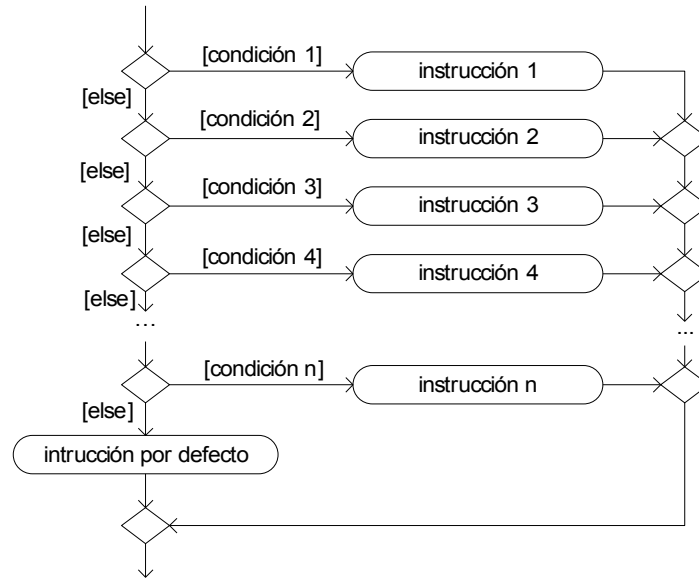 [condición 1]
instrucción 1
[else]
[condición 2]
instrucción 2
[else]
[condición 3]
instrucción 3
[else]
[condición 4]
instrucción 4
[else]
...
...
[condición n]
instrucción n
[else]
intrucción por defecto